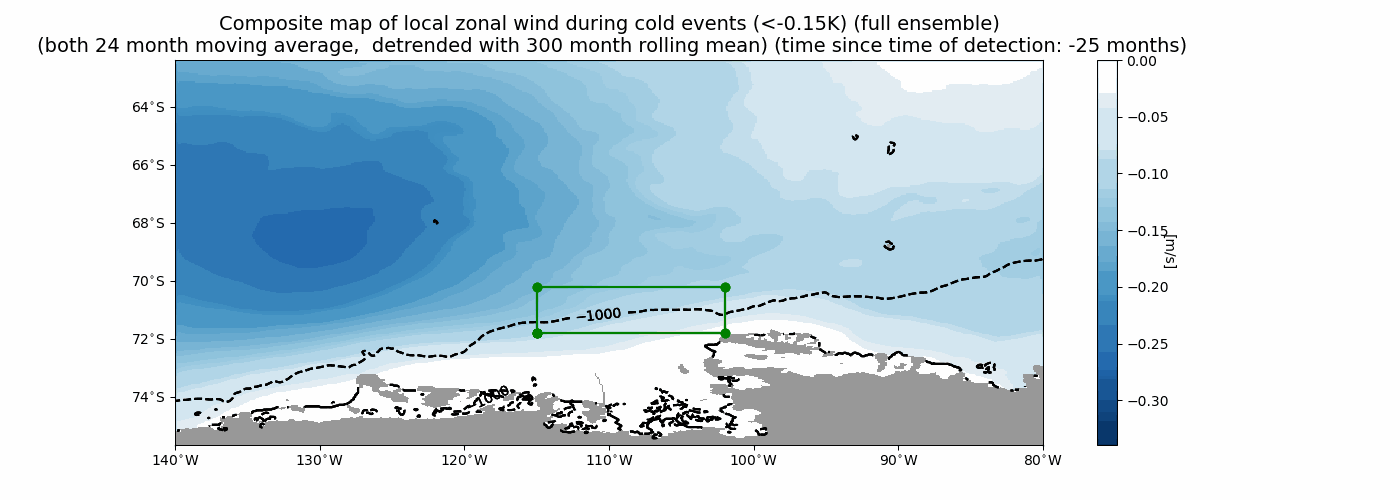 Composite map of local zonal wind during cold events (<-0.15K) (full ensemble)
(both 24 month moving average,  detrended with 300 month rolling mean) (time since time of detection: -25 months)
0.00
64°S
−0.05
66°S
−0.10
68°S
−0.15
[m/s]
70°S
−0.20
−1000
72°S
−0.25
74°S
−0.30
140°W 130°W 120°W 110°W 100°W 90°W 80°W